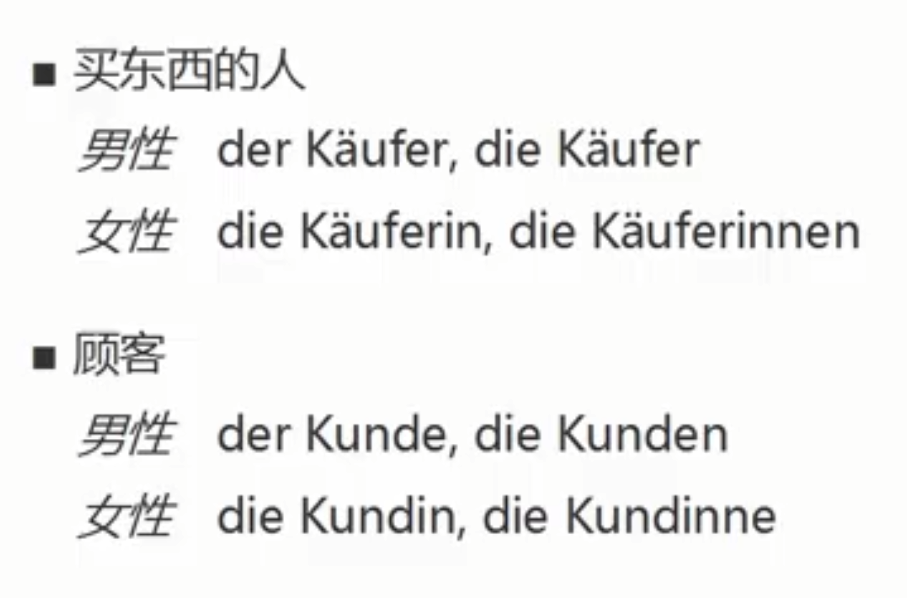 ■ 买东西的人
男性 der Käufer, die Käufer
女性 die Käuferin, die Käuferinnen
■ 顾客
男性 der Kunde, die Kunden
女性 die Kundin, die Kundinne